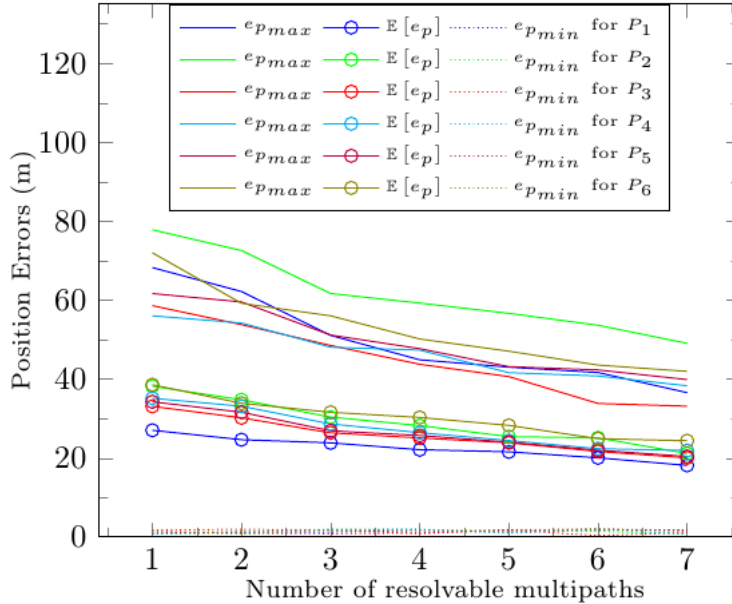 e_{p_{max}} 𝔼[e_p] e_{p_{min}} for P_1
e_{p_{max}} 𝔼[e_p] e_{p_{min}} for P_2
e_{p_{max}} 𝔼[e_p] e_{p_{min}} for P_3
e_{p_{max}} 𝔼[e_p] e_{p_{min}} for P_4
e_{p_{max}} 𝔼[e_p] e_{p_{min}} for P_5
e_{p_{max}} 𝔼[e_p] e_{p_{min}} for P_6
Position Errors (m)
120
100
80
60
40
20
0
1 2 3 4 5 6 7
Number of resolvable multipaths